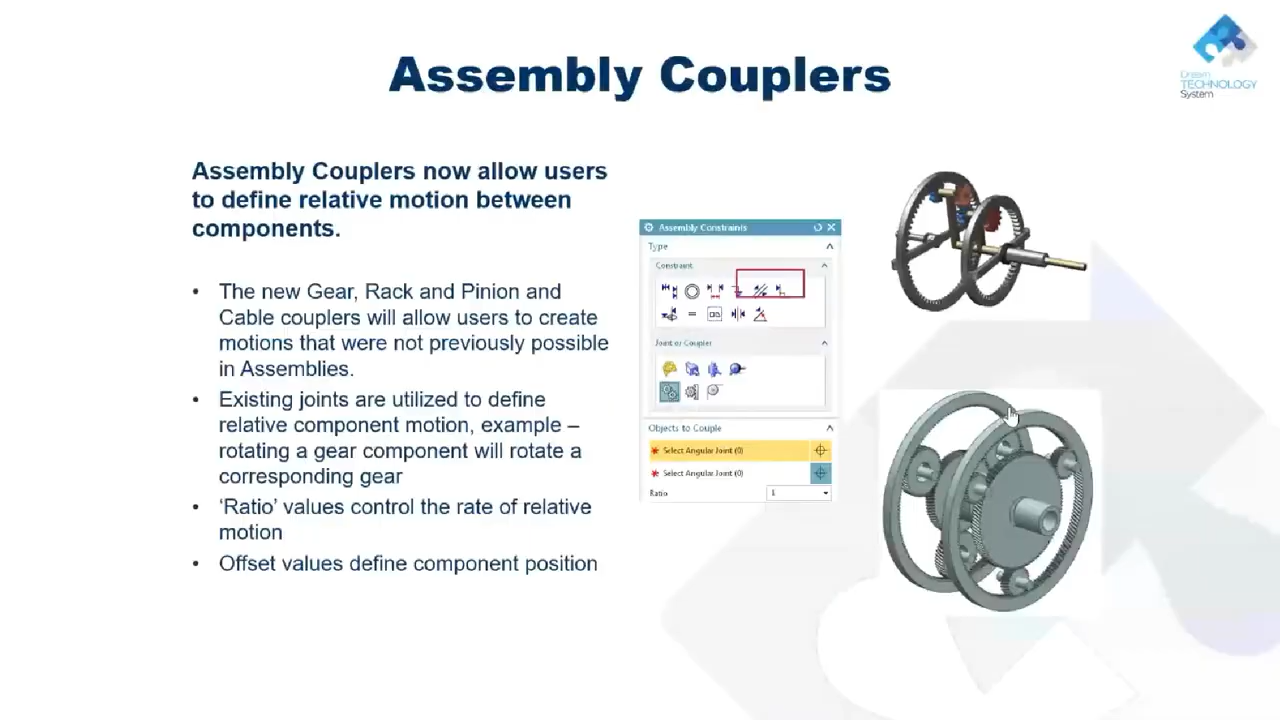 Assembly Couplers
Dream
TECHNOLOGY
System
Assembly Couplers now allow users
to define relative motion between
components.
• The new Gear, Rack and Pinion and
Cable couplers will allow users to create
motions that were not previously possible
in Assemblies.
• Existing joints are utilized to define
relative component motion, example –
rotating a gear component will rotate a
corresponding gear
• ‘Ratio’ values control the rate of relative
motion
• Offset values define component position
Assembly Constraints
Type
Constraint
Joint or Coupler
Objects to Couple
Select Angular Joint (0)
Select Angular Joint (0)
Ratio
1